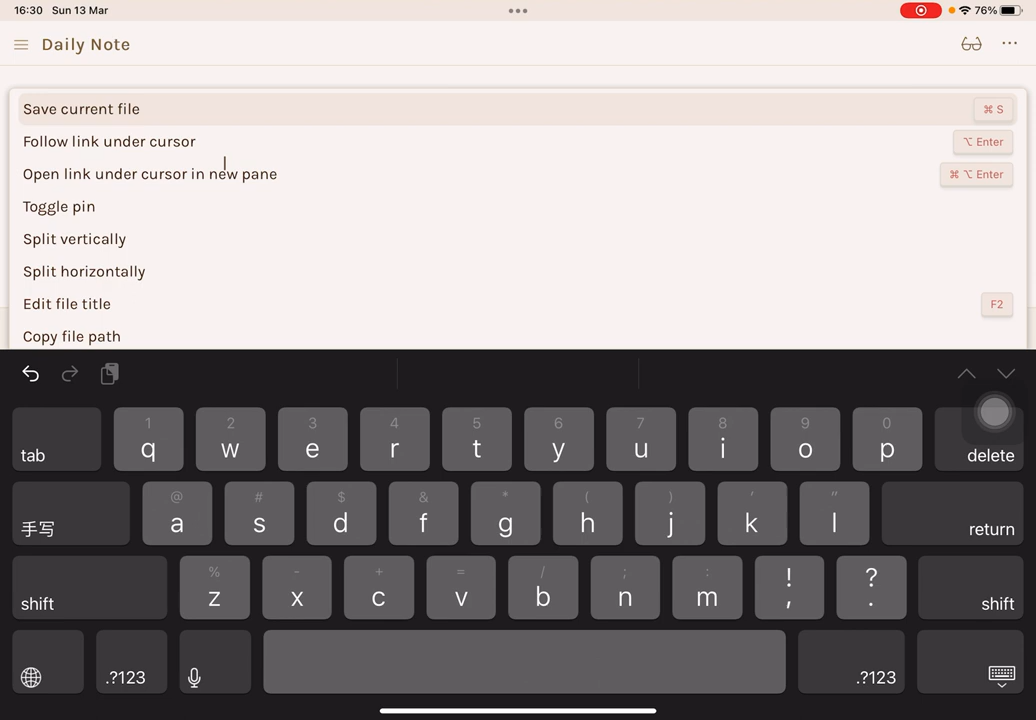 16:30 Sun 13 Mar 76%
Daily Note
Save current file ⌘ S
Follow link under cursor ⌥ Enter
Open link under cursor in new pane ⌘ ⌥ Enter
Toggle pin
Split vertically
Split horizontally
Edit file title F2
Copy file path
1 2 3 4 5 6 7 8 9 0
tab q w e r t y u i o p delete
@ # $ & * ( ) ' "
手写 a s d f g h j k l return
% - + = / ; : ! ?
shift z x c v b n m , . shift
.?123 .?123